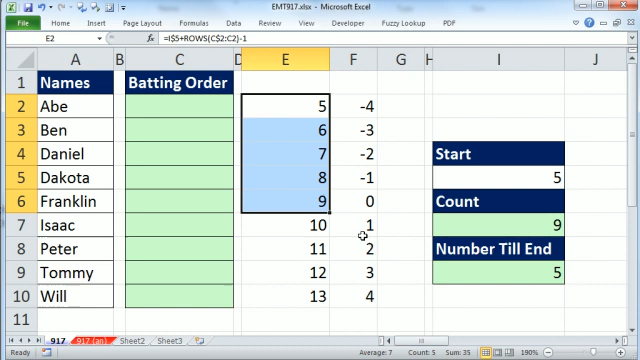 EMT917.xlsx - Microsoft Excel
File Home Insert Page Layout Formulas Data Review View Developer Fuzzy Lookup PDF
E2 fx =I$5+ROWS(C$2:C2)-1
A B C D E F G H I J
1 Names Batting Order
2 Abe 5 -4
3 Ben 6 -3
4 Daniel 7 -2 Start
5 Dakota 8 -1 5
6 Franklin 9 0 Count
7 Isaac 10 1 9
8 Peter 11 2 Number Till End
9 Tommy 12 3 5
10 Will 13 4
11
917 917 (an) Sheet2 Sheet3
Ready Average: 7 Count: 5 Sum: 35 190%